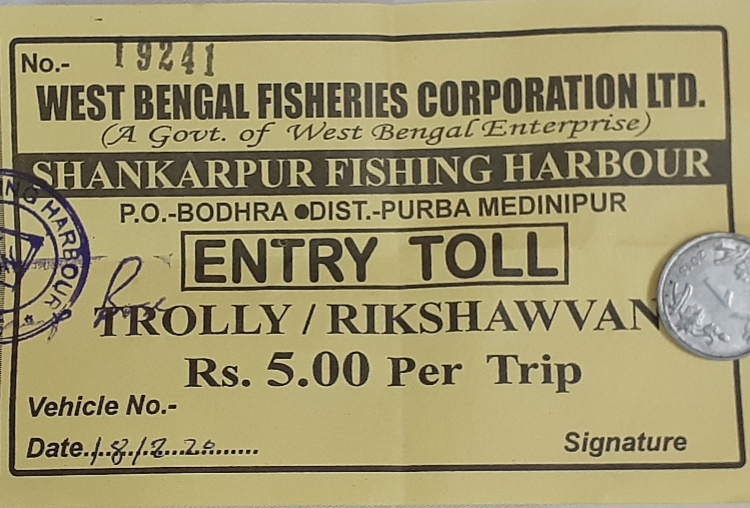 No.- 19241
WEST BENGAL FISHERIES CORPORATION LTD.
(A Govt. of West Bengal Enterprise)
SHANKARPUR FISHING HARBOUR
P.O.-BODHRA ●DIST.-PURBA MEDINIPUR
ENTRY TOLL
TROLLY / RIKSHAWVAN
Rs. 5.00 Per Trip
Vehicle No.-
Date..................
Signature
HARBOUR